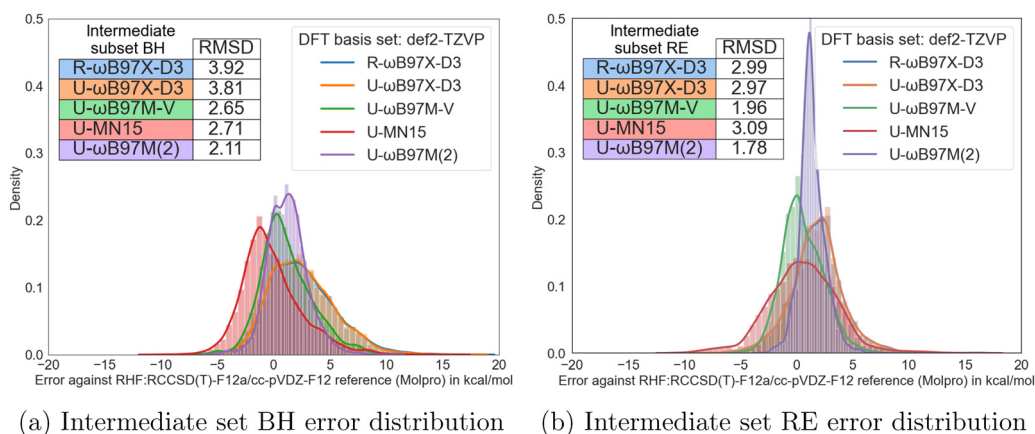 0.5
0.4
0.3
0.2
0.1
0.0
Density
Intermediate
subset BH RMSD
R-ωB97X-D3 3.92
U-ωB97X-D3 3.81
U-ωB97M-V 2.65
U-MN15 2.71
U-ωB97M(2) 2.11
DFT basis set: def2-TZVP
R-ωB97X-D3
U-ωB97X-D3
U-ωB97M-V
U-MN15
U-ωB97M(2)
−20 −15 −10 −5 0 5 10 15 20
Error against RHF:RCCSD(T)-F12a/cc-pVDZ-F12 reference (Molpro) in kcal/mol
(a) Intermediate set BH error distribution
0.5
0.4
0.3
0.2
0.1
0.0
Density
Intermediate
subset RE RMSD
R-ωB97X-D3 2.99
U-ωB97X-D3 2.97
U-ωB97M-V 1.96
U-MN15 3.09
U-ωB97M(2) 1.78
DFT basis set: def2-TZVP
R-ωB97X-D3
U-ωB97X-D3
U-ωB97M-V
U-MN15
U-ωB97M(2)
−20 −15 −10 −5 0 5 10 15 20
Error against RHF:RCCSD(T)-F12a/cc-pVDZ-F12 reference (Molpro) in kcal/mol
(b) Intermediate set RE error distribution